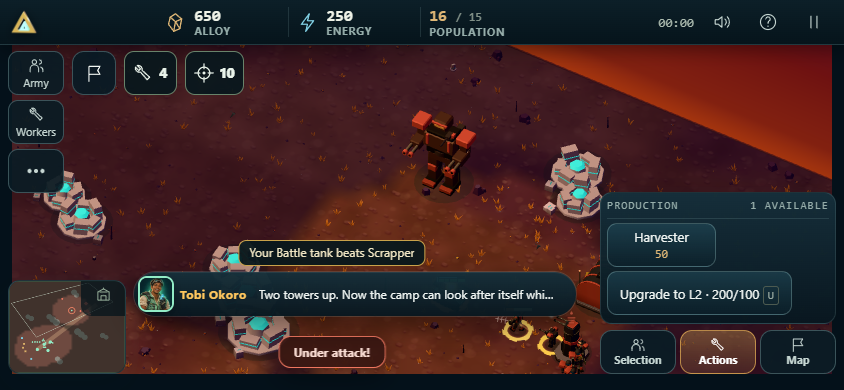 650
ALLOY
250
ENERGY
16 / 15
POPULATION
00:00
Army
4
10
Workers
PRODUCTION 1 AVAILABLE
Harvester
50
Your Battle tank beats Scrapper
Tobi Okoro Two towers up. Now the camp can look after itself whi...
Upgrade to L2 · 200/100 U
Under attack!
Selection
Actions
Map